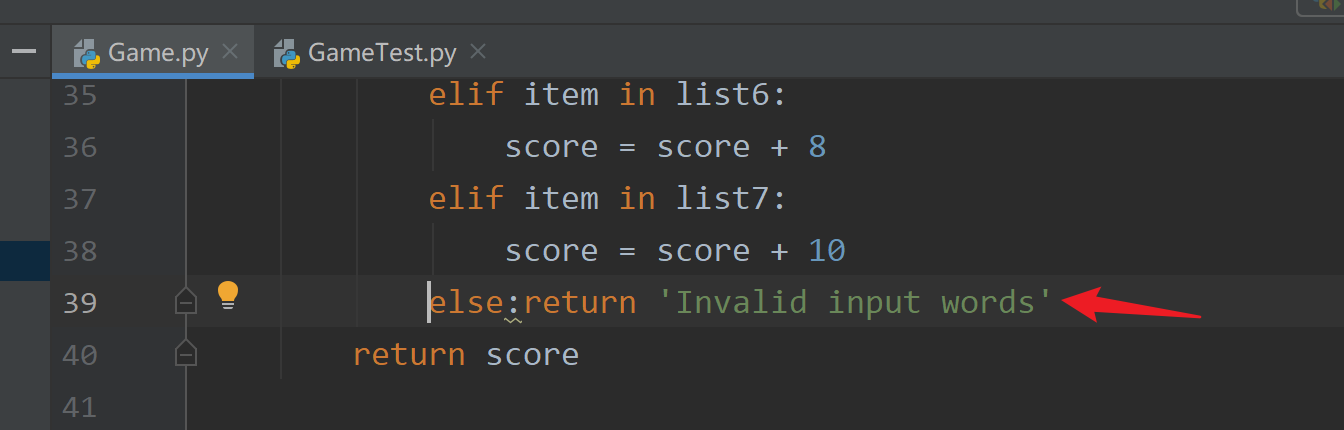 Game.py GameTest.py
35 elif item in list6:
36 score = score + 8
37 elif item in list7:
38 score = score + 10
39 else:return 'Invalid input words'
40 return score
41